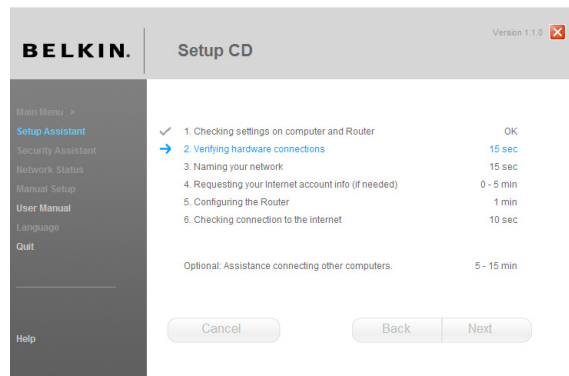 Version 1.1.0
BELKIN.
Setup CD
Main Menu >
Setup Assistant
Security Assistant
Network Status
Manual Setup
User Manual
Language
Quit
Help
1. Checking settings on computer and Router OK
2. Verifying hardware connections 15 sec
3. Naming your network 15 sec
4. Requesting your Internet account info (if needed) 0 - 5 min
5. Configuring the Router 1 min
6. Checking connection to the internet 10 sec
Optional: Assistance connecting other computers. 5 - 15 min
Cancel Back Next